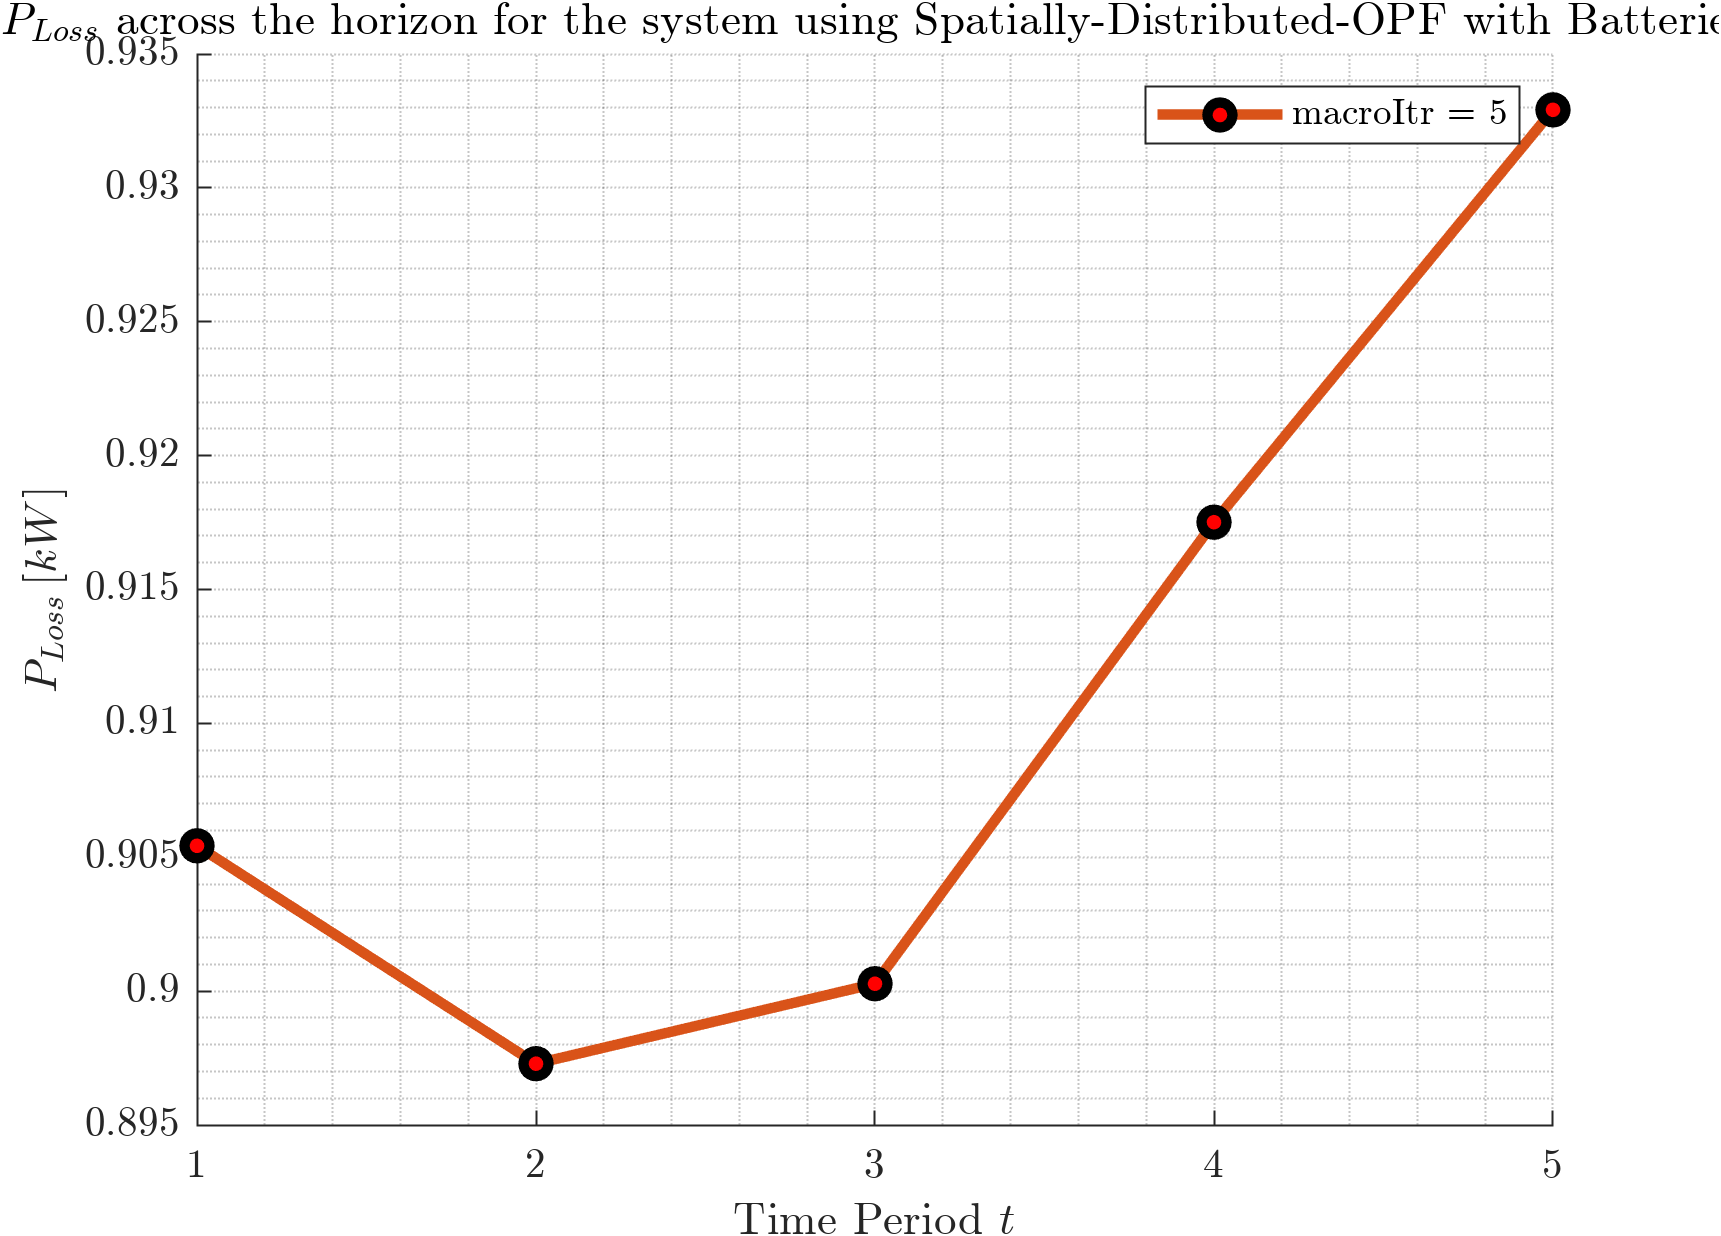 P_Loss across the horizon for the system using Spatially-Distributed-OPF with Batterie
0.935
macroItr = 5
0.93
0.925
0.92
0.915
0.91
0.905
0.9
0.895
P_Loss [kW]
1 2 3 4 5
Time Period t